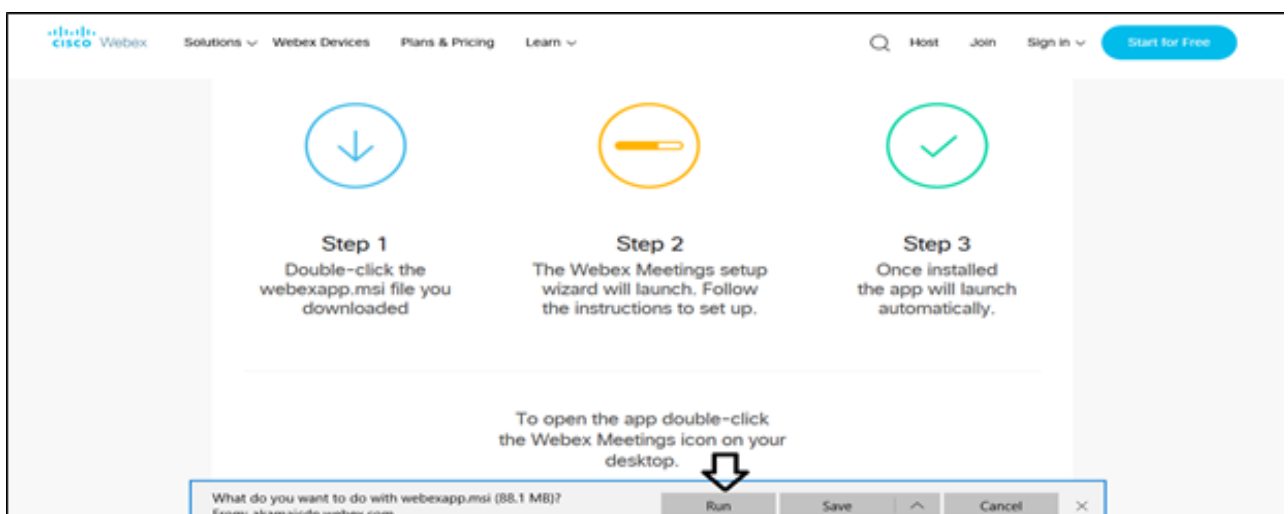 CISCO Webex Solutions Webex Devices Plans & Pricing Learn Host Join Sign in Start for Free
Step 1
Double-click the
webexapp.msi file you
downloaded
Step 2
The Webex Meetings setup
wizard will launch. Follow
the instructions to set up.
Step 3
Once installed
the app will launch
automatically.
To open the app double-click
the Webex Meetings icon on your
desktop.
What do you want to do with webexapp.msi (88.1 MB)?
From: akamaicdn.webex.com
Run Save Cancel